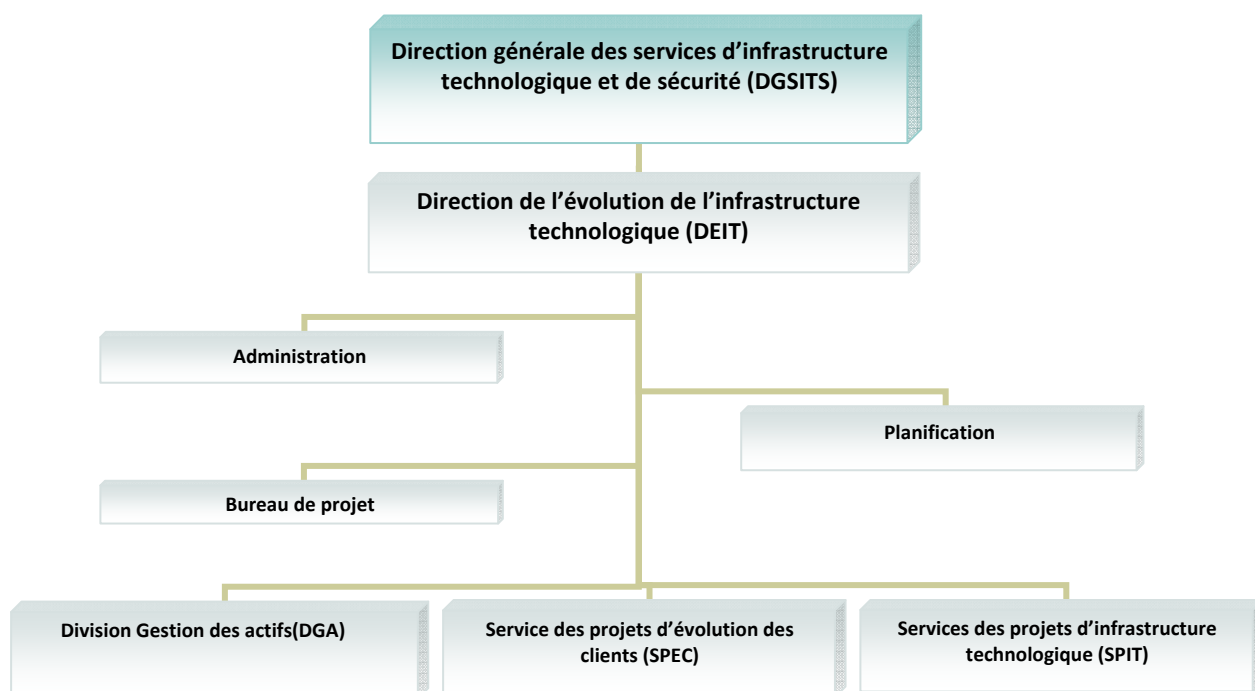 Direction générale des services d’infrastructure
technologique et de sécurité (DGSITS)
Direction de l’évolution de l’infrastructure
technologique (DEIT)
Administration
Planification
Bureau de projet
Division Gestion des actifs(DGA)
Service des projets d’évolution des
clients (SPEC)
Services des projets d’infrastructure
technologique (SPIT)